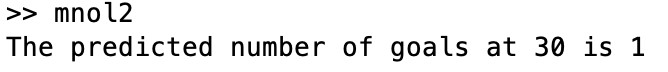 >> mnol2
The predicted number of goals at 30 is 1